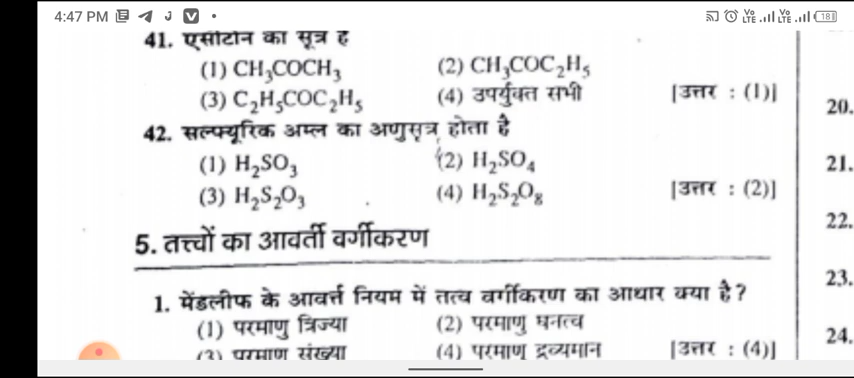 4:47 PM
41. एसीटोन का सूत्र है
(1) CH₃COCH₃ (2) CH₃COC₂H₅
(3) C₂H₅COC₂H₅ (4) उपर्युक्त सभी [उत्तर : (1)]
42. सल्फ्यूरिक अम्ल का अणुसूत्र होता है
(1) H₂SO₃ (2) H₂SO₄
(3) H₂S₂O₃ (4) H₂S₂O₈ [उत्तर : (2)]
5. तत्त्वों का आवर्ती वर्गीकरण
1. मेंडलीफ के आवर्त्त नियम में तत्व वर्गीकरण का आधार क्या है?
(1) परमाणु त्रिज्या (2) परमाणु घनत्व
(3) परमाणु संख्या (4) परमाणु द्रव्यमान [उत्तर : (4)]
20.
21.
22.
23.
24.